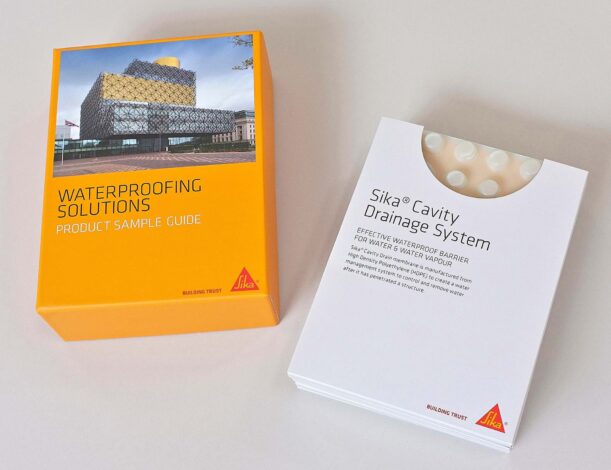 WATERPROOFING
SOLUTIONS
PRODUCT SAMPLE GUIDE
BUILDING TRUST
Sika®
Sika® Cavity
Drainage System
EFFECTIVE WATERPROOF BARRIER
FOR WATER & WATER VAPOUR
Sika® Cavity Drain membrane is manufactured from
High Density Polyethylene (HDPE) to create a water
management system to control and remove water
after it has penetrated a structure.
BUILDING TRUST
Sika®